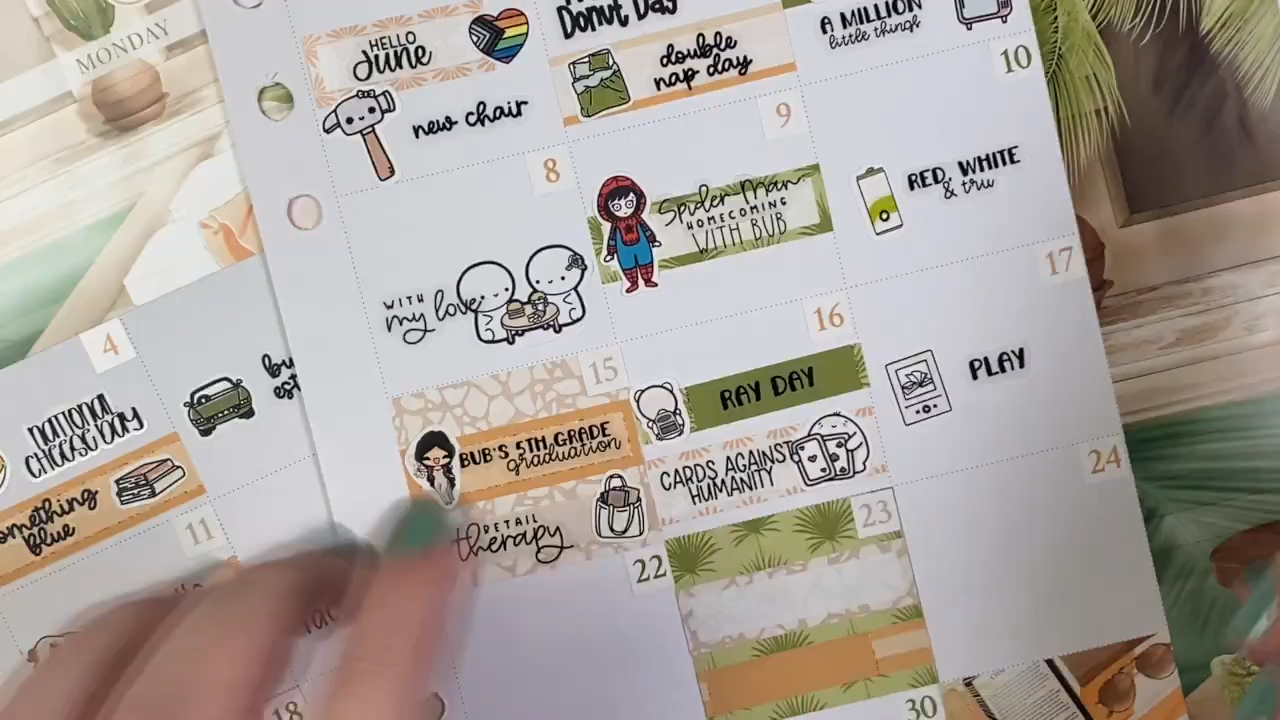 MONDAY
HELLO
June
Donut Day
A MILLION
little things
new chair
double
nap day
10
8
9
WITH
my love
Spider-Man
HOMECOMING
WITH BUB
RED, WHITE
& tru
4
NATIONAL
CHEESE DAY
Something
blue
11
15
16
17
BUB'S 5TH GRADE
graduation
RETAIL
therapy
RAY DAY
CARDS AGAINST
HUMANITY
PLAY
18
22
23
24
30